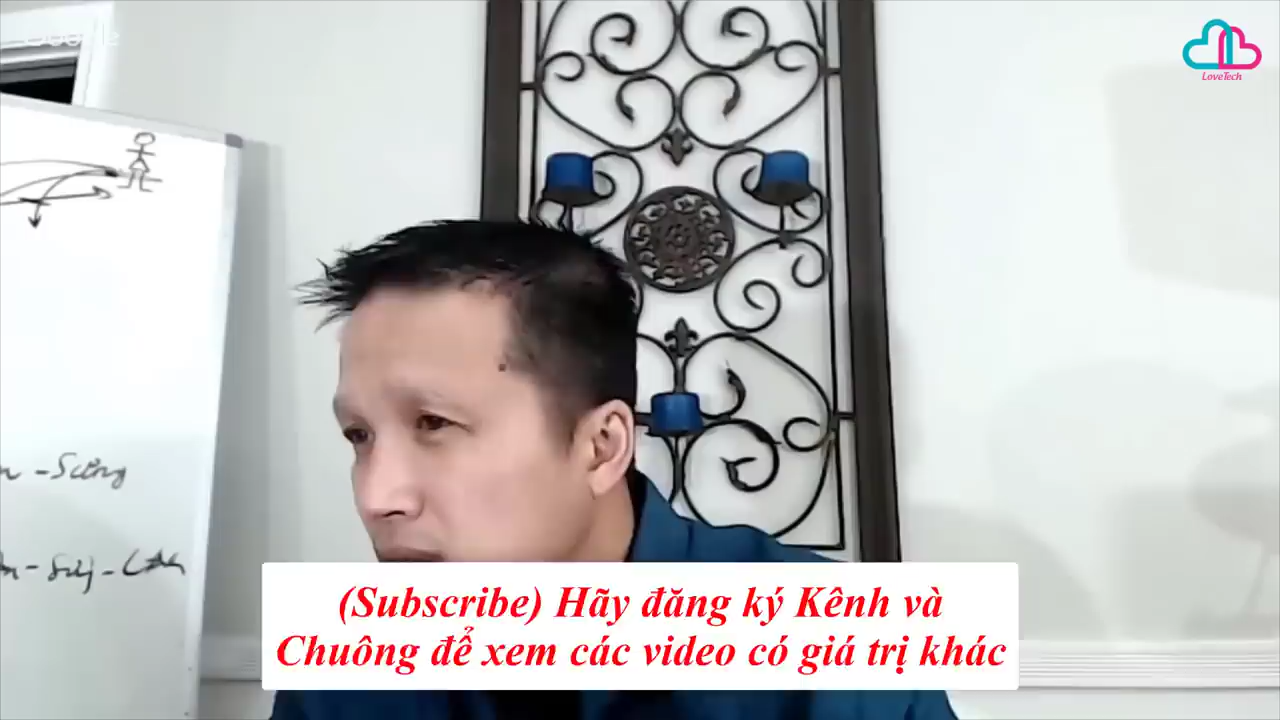 LoveTech
(Subscribe) Hãy đăng ký Kênh và
Chuông để xem các video có giá trị khác